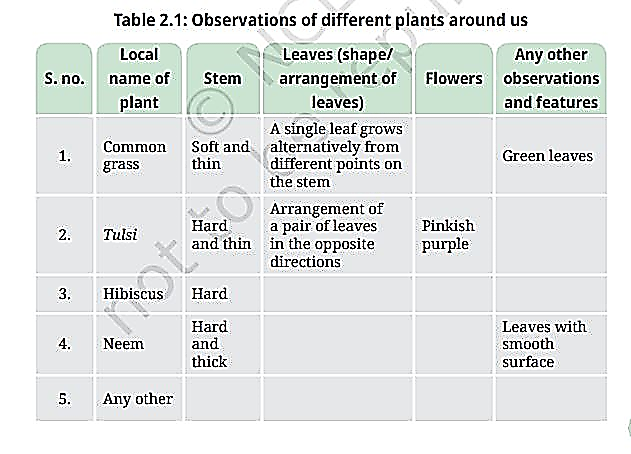 Table 2.1: Observations of different plants around us
S. no.
Local
name of
plant
Stem
Leaves (shape/
arrangement of
leaves)
Flowers
Any other
observations
and features
1.
Common
grass
Soft and
thin
A single leaf grows
alternatively from
different points on
the stem
Green leaves
2.
Tulsi
Hard
and thin
Arrangement of
a pair of leaves
in the opposite
directions
Pinkish
purple
3.
Hibiscus
Hard
4.
Neem
Hard
and
thick
Leaves with
smooth
surface
5.
Any other
not to be